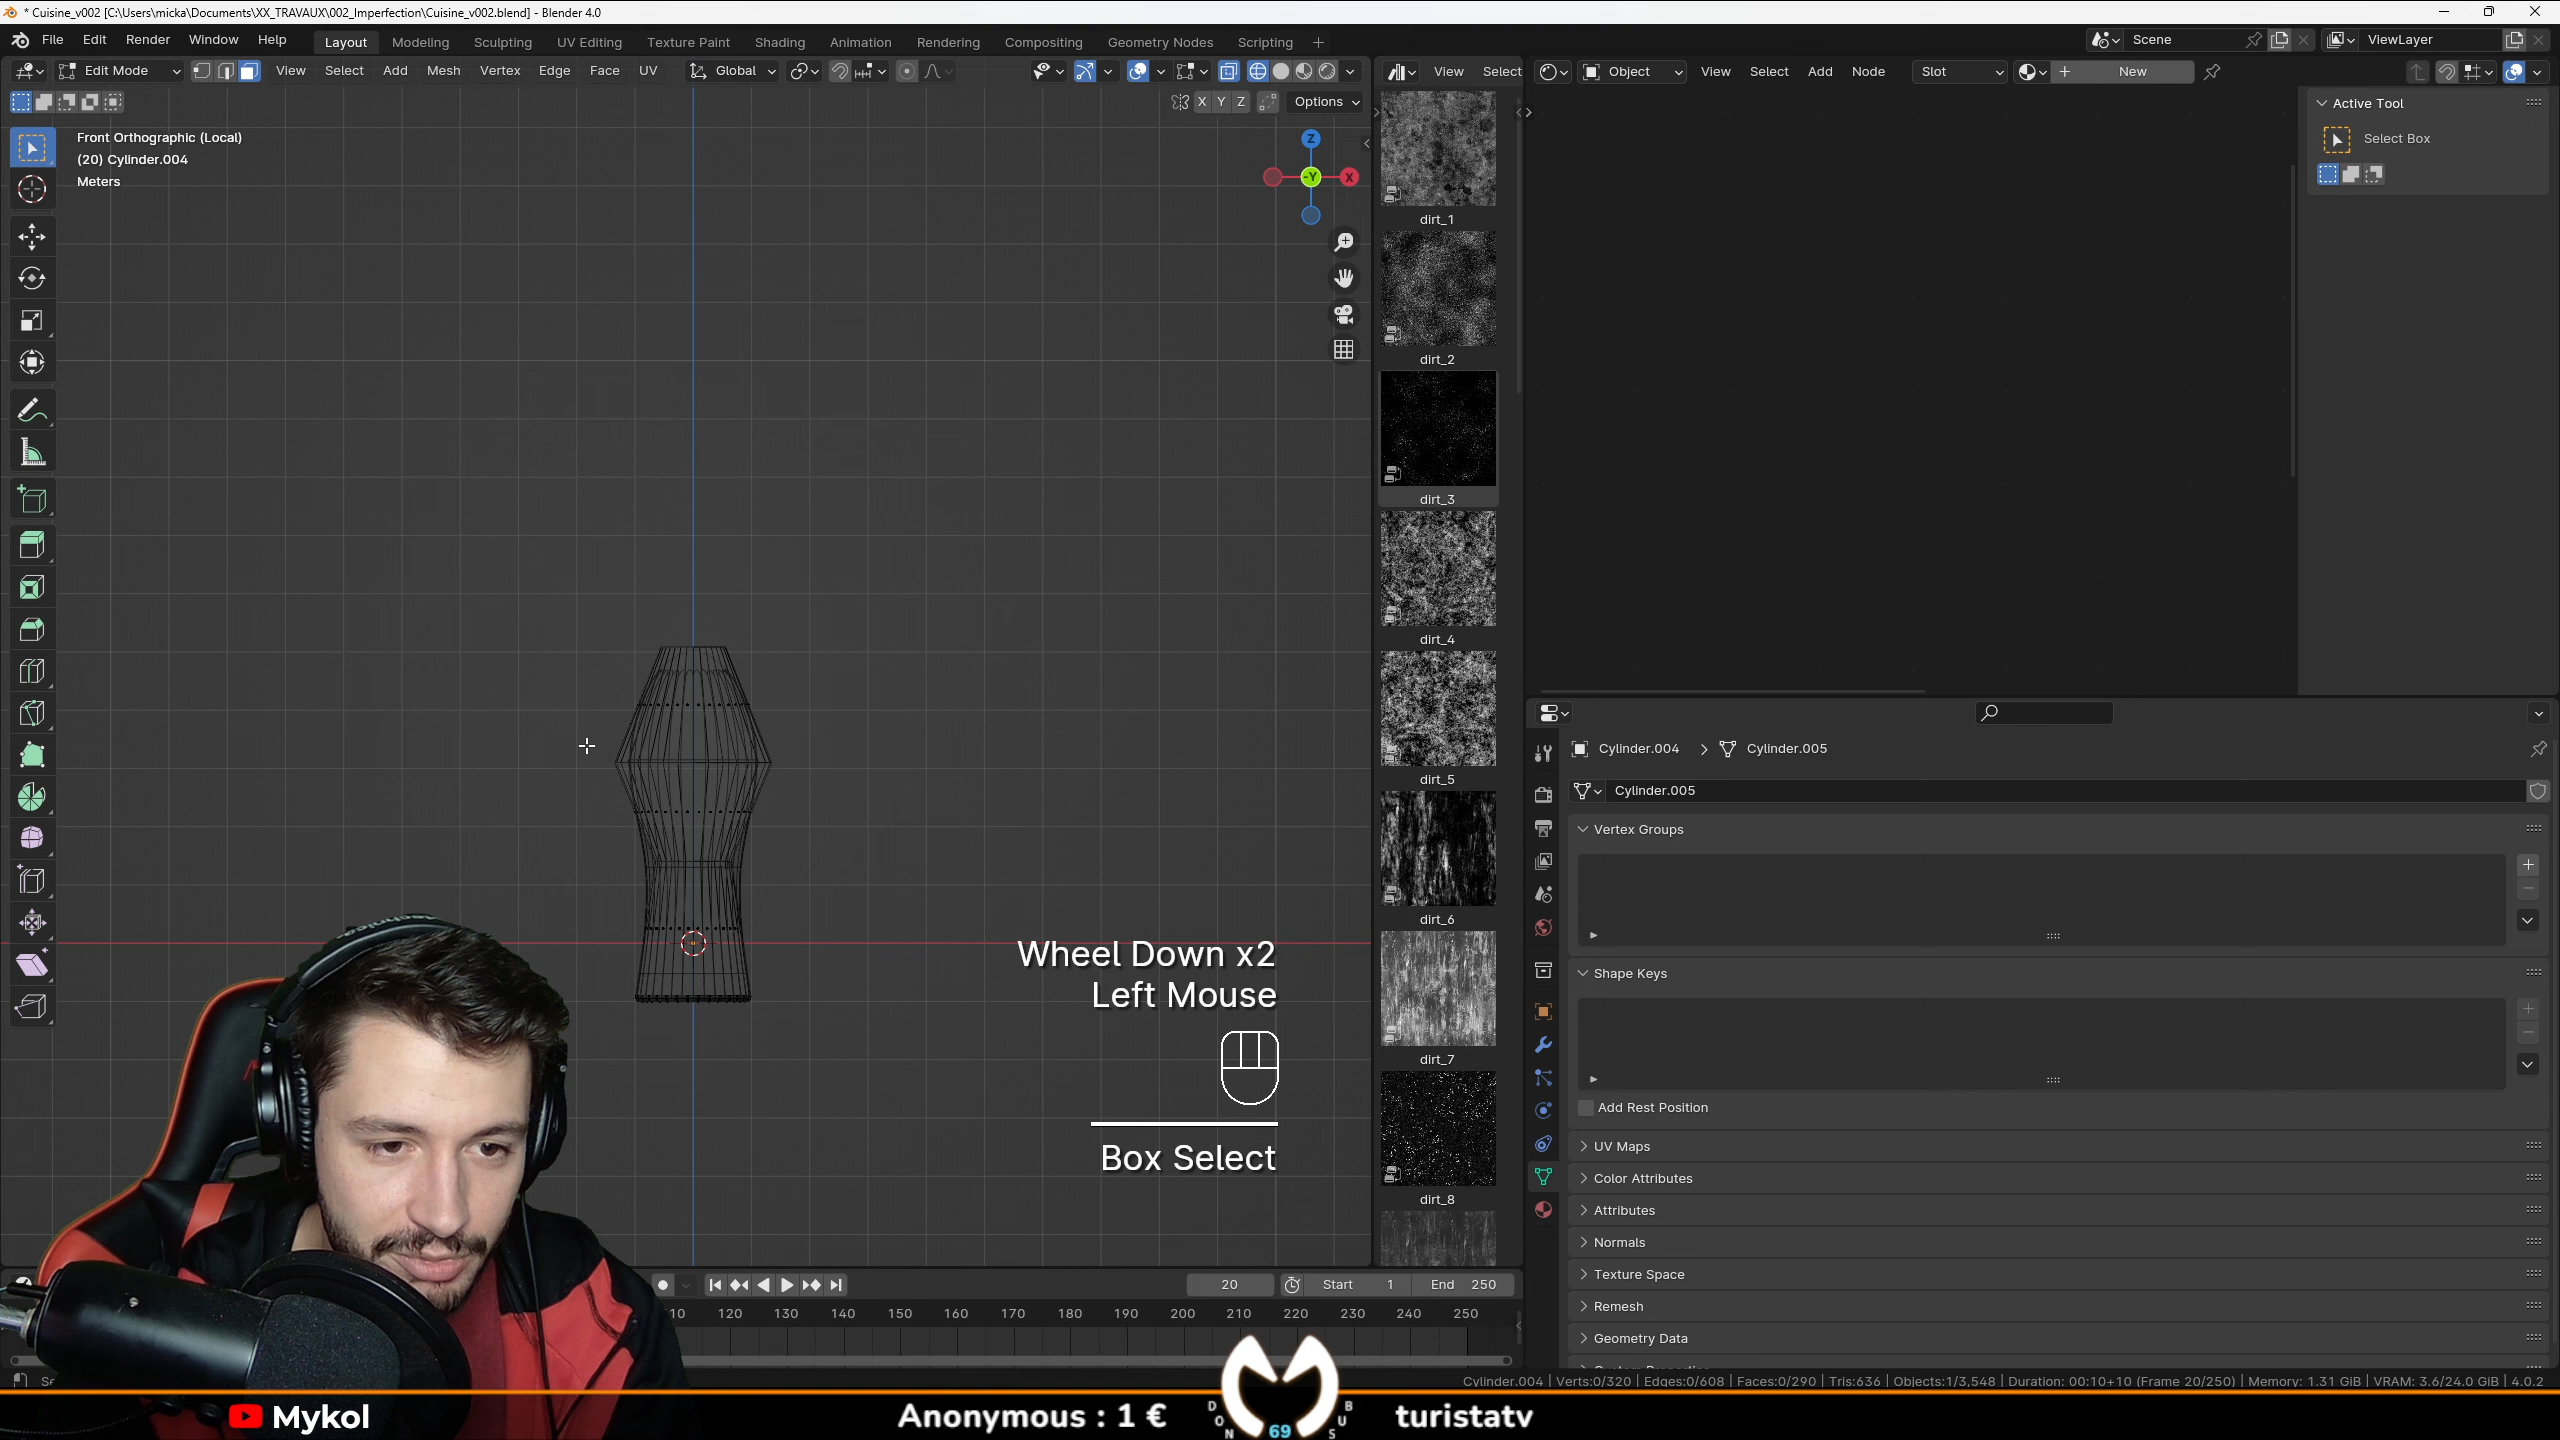 * Cuisine_v002 [C:\Users\micka\Documents\XX_TRAVAUX\002_Imperfection\Cuisine_v002.blend] - Blender 4.0
File Edit Render Window Help
Layout Modeling Sculpting UV Editing Texture Paint Shading Animation Rendering Compositing Geometry Nodes Scripting +
Scene
ViewLayer
Edit Mode View Select Add Mesh Vertex Edge Face UV Global
View Select
Object View Select Add Node Slot New
X Y Z Options
Front Orthographic (Local)
(20) Cylinder.004
Meters
Z
-Y
X
dirt_1
dirt_2
dirt_3
dirt_4
dirt_5
dirt_6
dirt_7
dirt_8
Active Tool
Select Box
Cylinder.004 > Cylinder.005
Cylinder.005
Vertex Groups
Shape Keys
Add Rest Position
UV Maps
Color Attributes
Attributes
Normals
Texture Space
Remesh
Geometry Data
Wheel Down x2
Left Mouse
Box Select
20 Start 1 End 250
120 130 140 150 160 170 180 190 200 210 220 230 240 250
Cylinder.004 | Verts:0/320 | Edges:0/608 | Faces:0/290 | Tris:636 | Objects:1/3,548 | Duration: 00:10+10 (Frame 20/250) | Memory: 1.31 GiB | VRAM: 3.6/24.0 GiB | 4.0.2
Mykol
Anonymous : 1 €
DON
69
SUB
turistatv